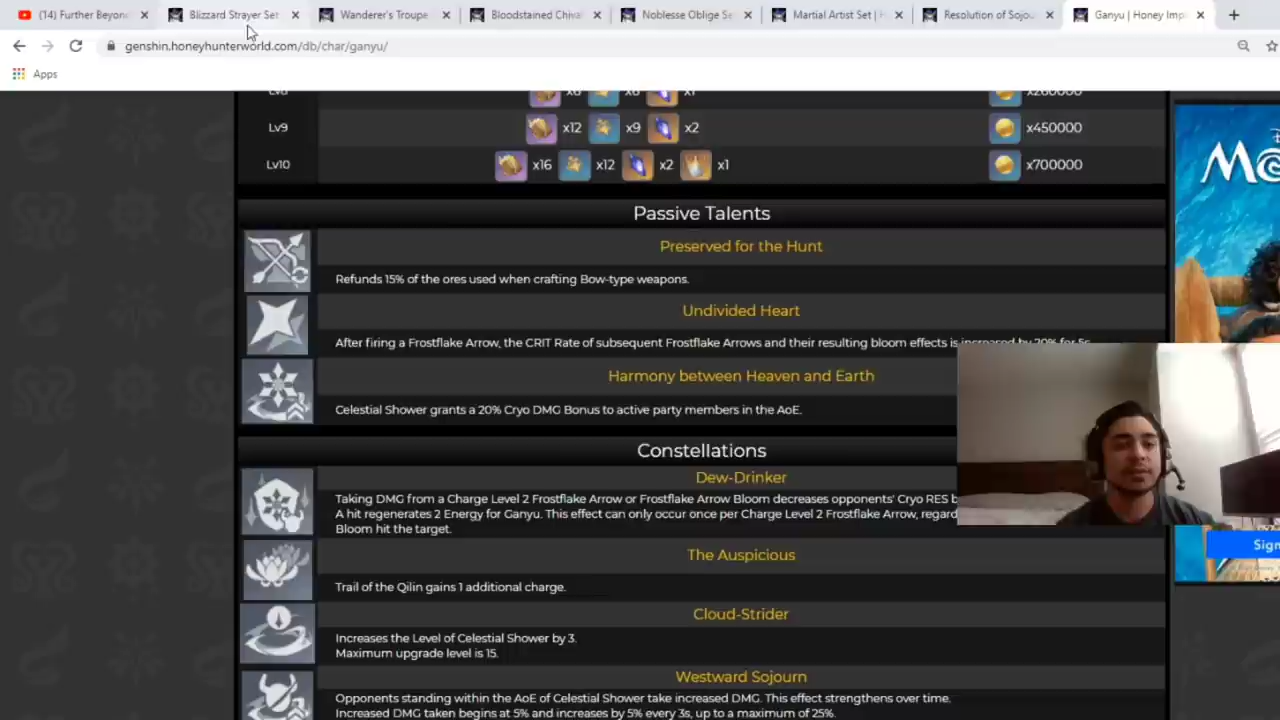 (14) Further Beyond
Blizzard Strayer Set
Wanderer's Troupe
Bloodstained Chiva
Noblesse Oblige Se
Martial Artist Set | H
Resolution of Sojou
Ganyu | Honey Imp
genshin.honeyhunterworld.com/db/char/ganyu/
Apps
Lv8 x6 x6 x1 x260000
Lv9 x12 x9 x2 x450000
Lv10 x16 x12 x2 x1 x700000
Passive Talents
Preserved for the Hunt
Refunds 15% of the ores used when crafting Bow-type weapons.
Undivided Heart
After firing a Frostflake Arrow, the CRIT Rate of subsequent Frostflake Arrows and their resulting bloom effects is increased by 20% for 5s.
Harmony between Heaven and Earth
Celestial Shower grants a 20% Cryo DMG Bonus to active party members in the AoE.
Constellations
Dew-Drinker
Taking DMG from a Charge Level 2 Frostflake Arrow or Frostflake Arrow Bloom decreases opponents' Cryo RES b
A hit regenerates 2 Energy for Ganyu. This effect can only occur once per Charge Level 2 Frostflake Arrow, regard
Bloom hit the target.
The Auspicious
Trail of the Qilin gains 1 additional charge.
Cloud-Strider
Increases the Level of Celestial Shower by 3.
Maximum upgrade level is 15.
Westward Sojourn
Opponents standing within the AoE of Celestial Shower take increased DMG. This effect strengthens over time.
Increased DMG taken begins at 5% and increases by 5% every 3s, up to a maximum of 25%.
Sign